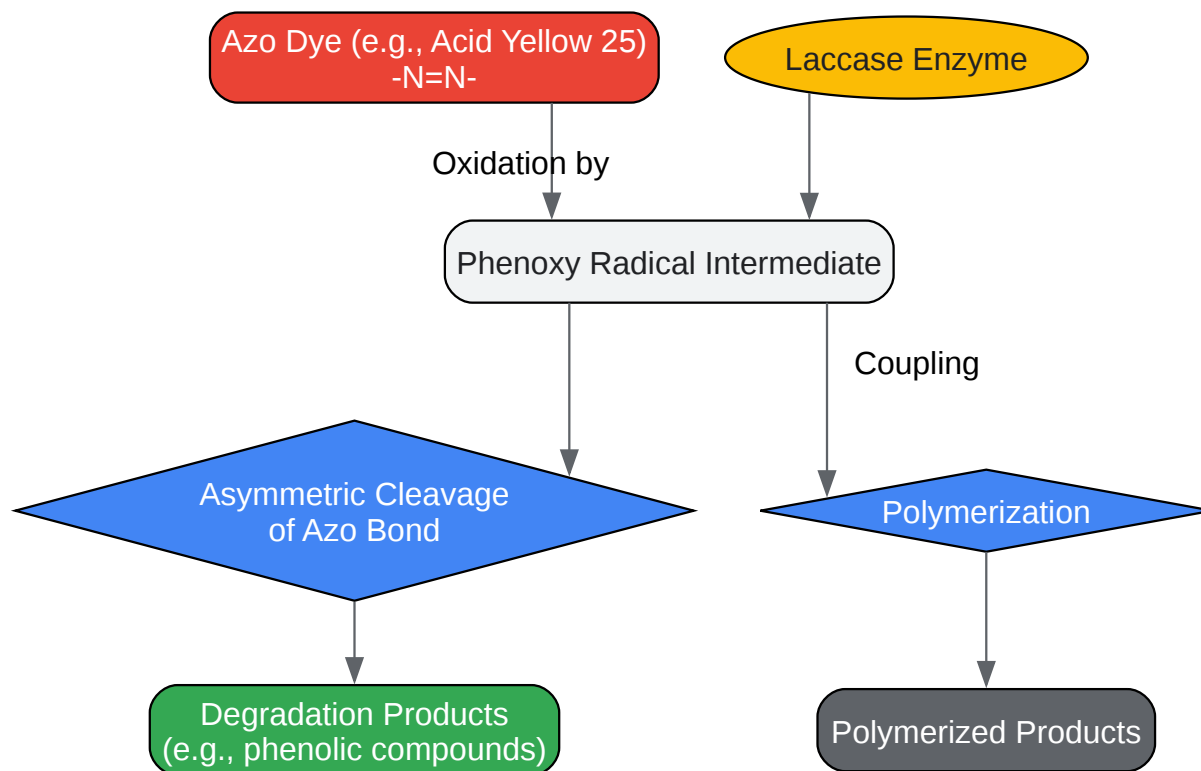 Azo Dye (e.g., Acid Yellow 25)
-N=N-
Laccase Enzyme
Oxidation by
Phenoxy Radical Intermediate
Coupling
Asymmetric Cleavage
of Azo Bond
Polymerization
Degradation Products
(e.g., phenolic compounds)
Polymerized Products